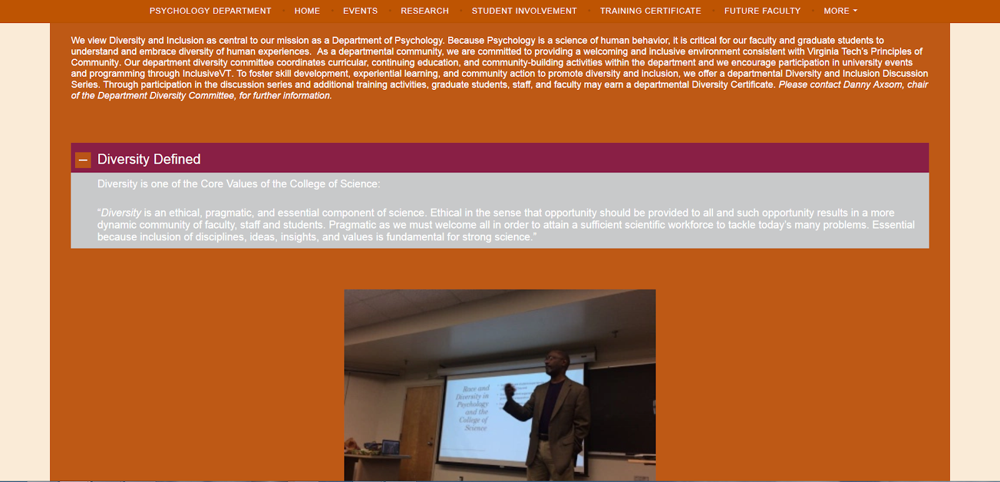 PSYCHOLOGY DEPARTMENT HOME EVENTS RESEARCH STUDENT INVOLVEMENT TRAINING CERTIFICATE FUTURE FACULTY MORE
We view Diversity and Inclusion as central to our mission as a Department of Psychology. Because Psychology is a science of human behavior, it is critical for our faculty and graduate students to
understand and embrace diversity of human experiences. As a departmental community, we are committed to providing a welcoming and inclusive environment consistent with Virginia Tech's Principles of
Community. Our department diversity committee coordinates curricular, continuing education, and community-building activities within the department and we encourage participation in university events
and programming through InclusiveVT. To foster skill development, experiential learning, and community action to promote diversity and inclusion, we offer a departmental Diversity and Inclusion Discussion
Series. Through participation in the discussion series and additional training activities, graduate students, staff, and faculty may earn a departmental Diversity Certificate. Please contact Danny Axsom, chair
of the Department Diversity Committee, for further information.
Diversity Defined
Diversity is one of the Core Values of the College of Science:
“Diversity is an ethical, pragmatic, and essential component of science. Ethical in the sense that opportunity should be provided to all and such opportunity results in a more
dynamic community of faculty, staff and students. Pragmatic as we must welcome all in order to attain a sufficient scientific workforce to tackle today’s many problems. Essential
because inclusion of disciplines, ideas, insights, and values is fundamental for strong science.”
Race and
Diversity in
Psychology
and the
College of
Science